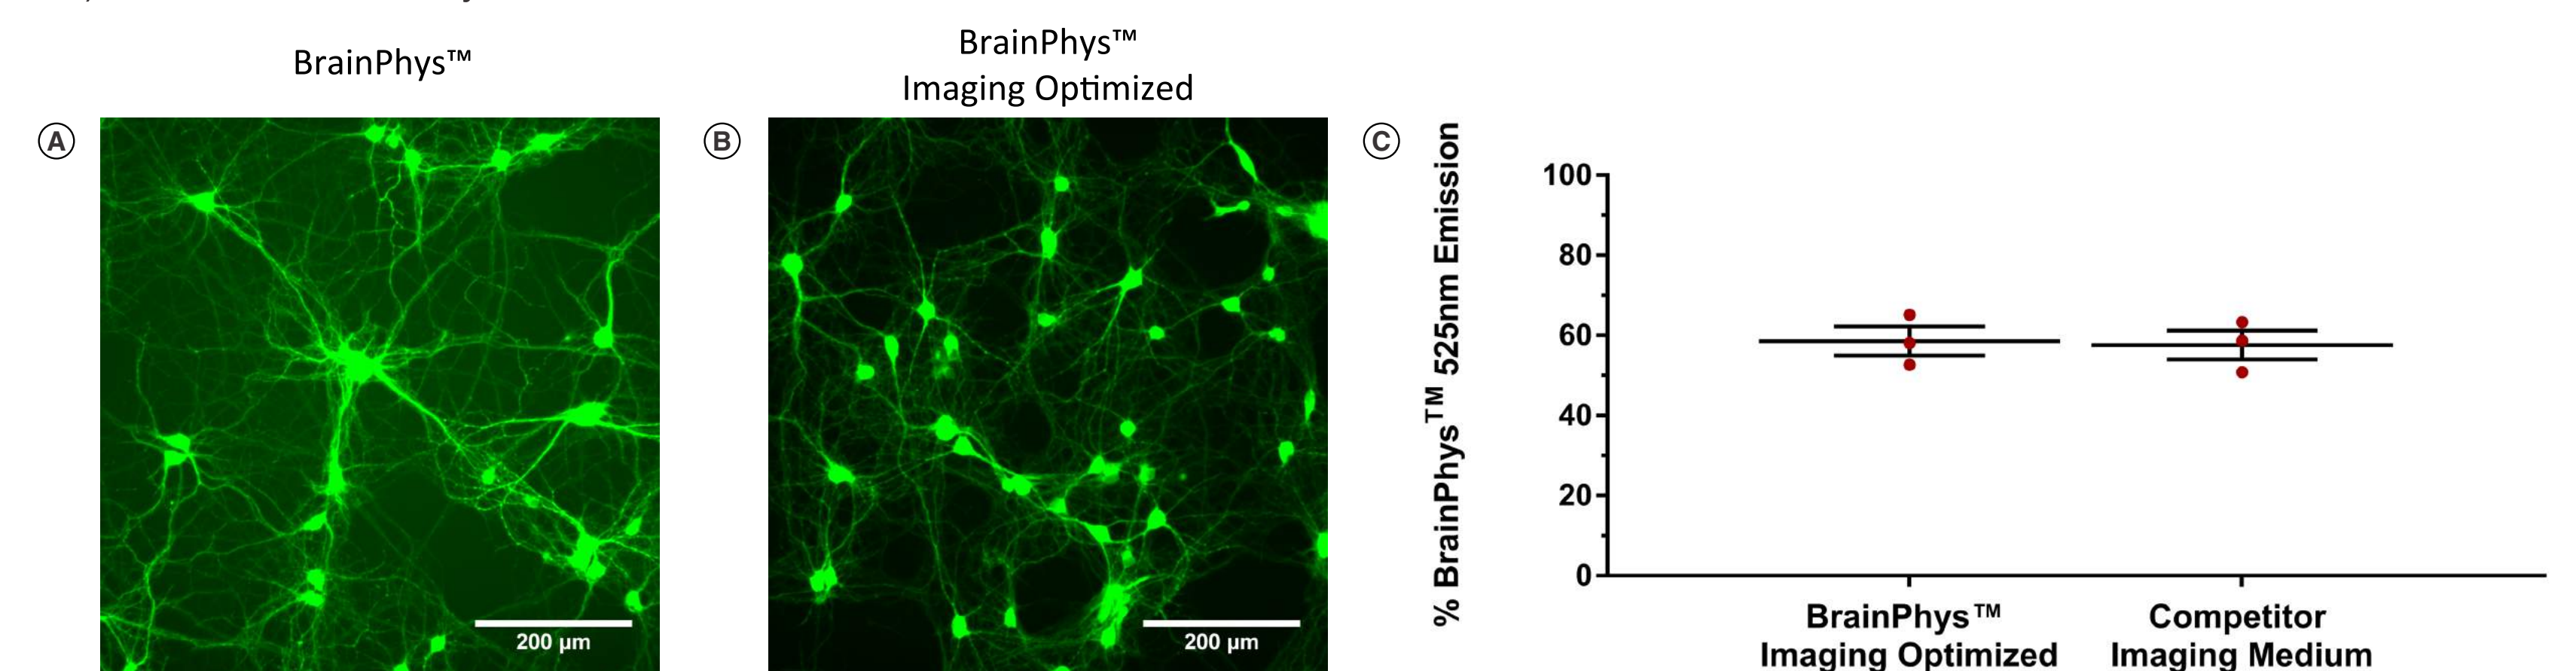 BrainPhys™
BrainPhys™
Imaging Optimized
A
B
C
200 µm
200 µm
% BrainPhys™ 525nm Emission
100
80
60
40
20
0
BrainPhys™
Imaging Optimized
Competitor
Imaging Medium